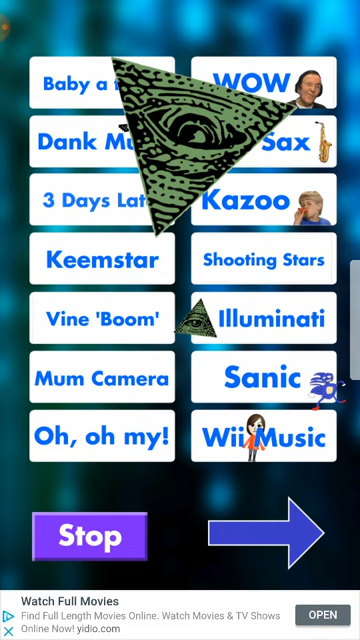 Baby a
WOW
Dank Mu
Sax
3 Days Lat
Kazoo
Keemstar
Shooting Stars
Vine 'Boom'
Illuminati
Mum Camera
Sanic
Oh, oh my!
Wii Music
Stop
Watch Full Movies
Find Full Length Movies Online. Watch Movies & TV Shows
Online Now! yidio.com
OPEN